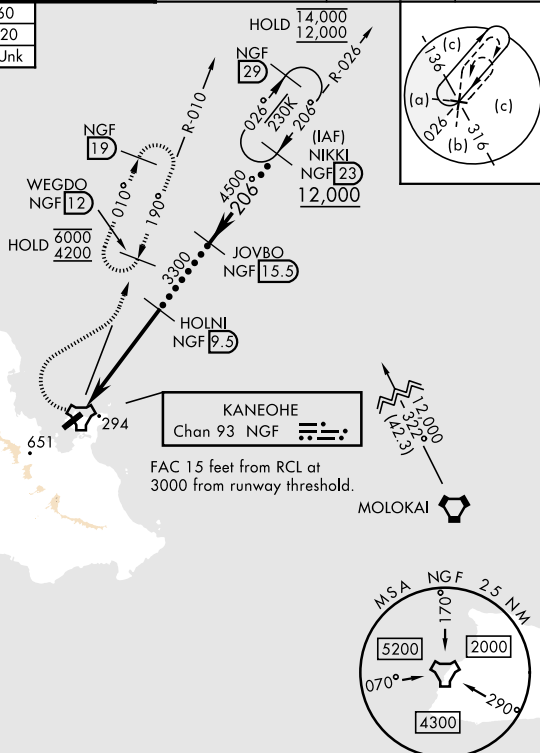 60
20
Unk
HOLD 14,000
12,000
NGF
29
R-026
026°
230K
206°
(IAF)
NIKKI
NGF 23
12,000
R-010
NGF
19
WEGDO
NGF 12
010°
190°
HOLD 6000
4200
4500
206°
JOVBO
NGF 15.5
3300
HOLNI
NGF 9.5
294
651
KANEOHE
Chan 93 NGF
FAC 15 feet from RCL at
3000 from runway threshold.
12,000
322°
(42.3)
MOLOKAI
136
(c)
(a)
(c)
026
(b)
316
MSA NGF 25 NM
170°
5200
2000
070°
290°
4300